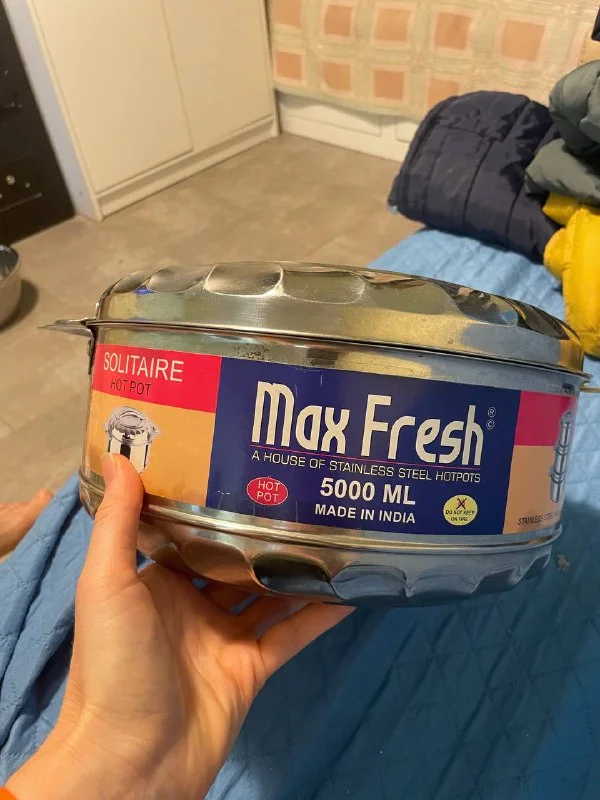 SOLITAIRE
HOT POT
Max Fresh
®
©
A HOUSE OF STAINLESS STEEL HOTPOTS
HOT
POT
5000 ML
MADE IN INDIA
DO NOT KEEP
ON FIRE
STAINLESS